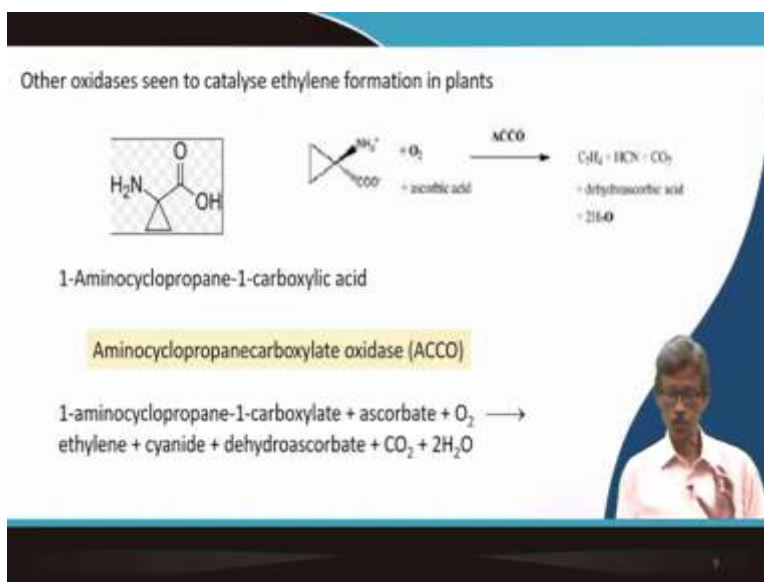 Other oxidases seen to catalyse ethylene formation in plants
O
H₂N
OH
NH₃⁺
COO⁻
+ O₂
+ ascorbic acid
ACCO
C₂H₄ + HCN + CO₂
+ dehydroascorbic acid
+ 2H₂O
1-Aminocyclopropane-1-carboxylic acid
Aminocyclopropanecarboxylate oxidase (ACCO)
1-aminocyclopropane-1-carboxylate + ascorbate + O₂ ⟶
ethylene + cyanide + dehydroascorbate + CO₂ + 2H₂O